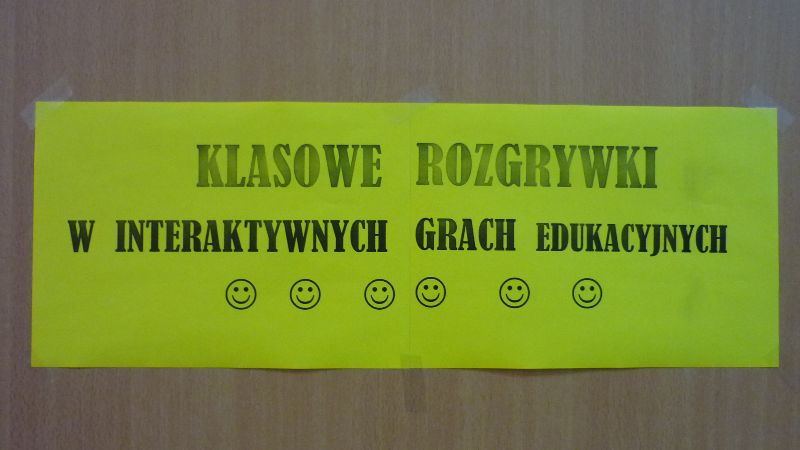 KLASOWE ROZGRYWKI
W INTERAKTYWNYCH GRACH EDUKACYJNYCH